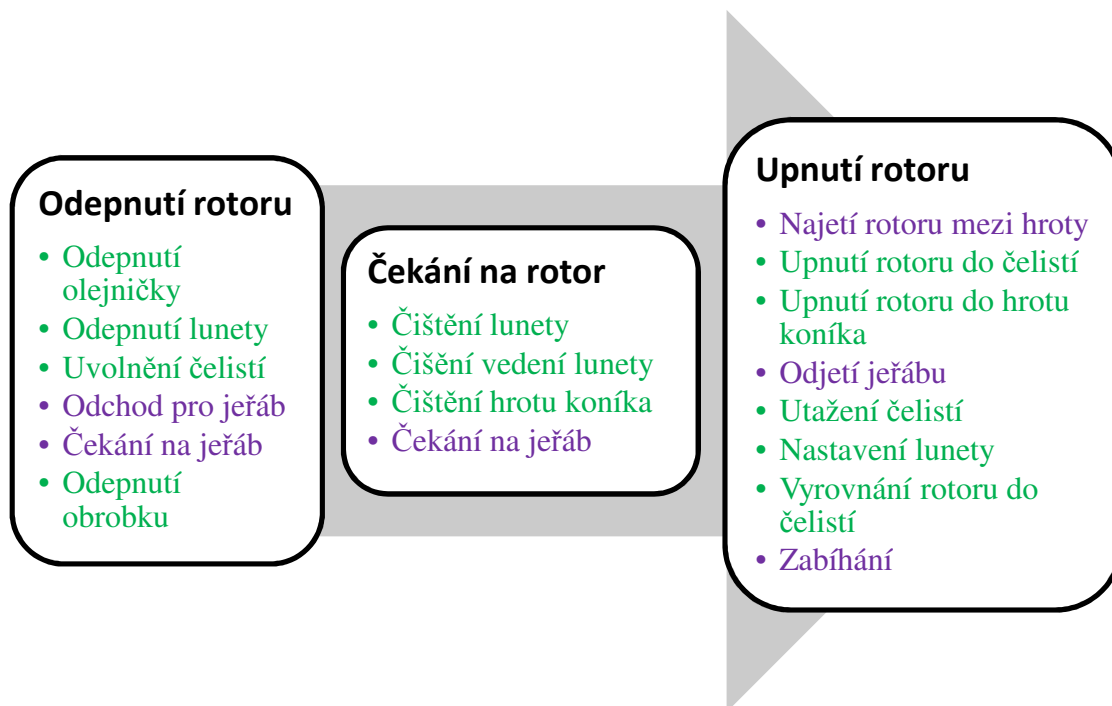 Odepnutí rotoru
• Odepnutí
olejničky
• Odepnutí lunety
• Uvolnění čelistí
• Odchod pro jeřáb
• Čekání na jeřáb
• Odepnutí
obrobku
Čekání na rotor
• Čištění lunety
• Čišění vedení lunety
• Čištění hrotu koníka
• Čekání na jeřáb
Upnutí rotoru
• Najetí rotoru mezi hroty
• Upnutí rotoru do čelistí
• Upnutí rotoru do hrotu
koníka
• Odjetí jeřábu
• Utažení čelistí
• Nastavení lunety
• Vyrovnání rotoru do
čelistí
• Zabíhání